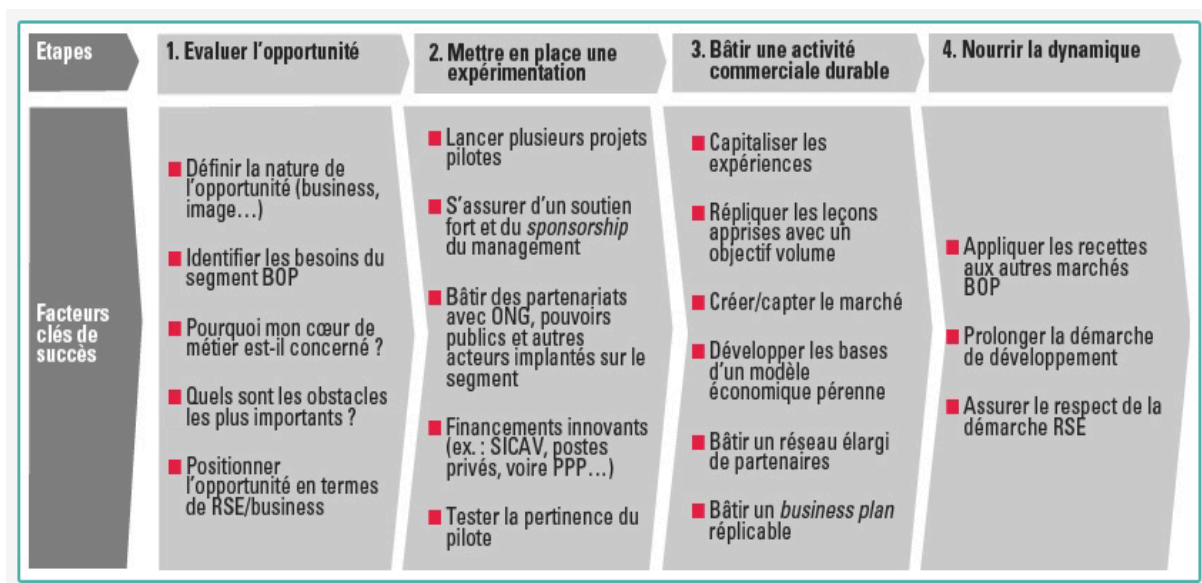 Etapes
1. Evaluer l'opportunité
2. Mettre en place une
expérimentation
3. Bâtir une activité
commerciale durable
4. Nourrir la dynamique
Facteurs
clés de
succès
■ Définir la nature de
l'opportunité (business,
image…)
■ Identifier les besoins du
segment BOP
■ Pourquoi mon cœur de
métier est-il concerné ?
■ Quels sont les obstacles
les plus importants ?
■ Positionner
l'opportunité en termes
de RSE/business
■ Lancer plusieurs projets
pilotes
■ S'assurer d'un soutien
fort et du sponsorship
du management
■ Bâtir des partenariats
avec ONG, pouvoirs
publics et autres
acteurs implantés sur le
segment
■ Financements innovants
(ex. : SICAV, postes
privés, voire PPP…)
■ Tester la pertinence du
pilote
■ Capitaliser les
expériences
■ Répliquer les leçons
apprises avec un
objectif volume
■ Créer/capter le marché
■ Développer les bases
d'un modèle
économique pérenne
■ Bâtir un réseau élargi
de partenaires
■ Bâtir un business plan
réplicable
■ Appliquer les recettes
aux autres marchés
BOP
■ Prolonger la démarche
de développement
■ Assurer le respect de la
démarche RSE